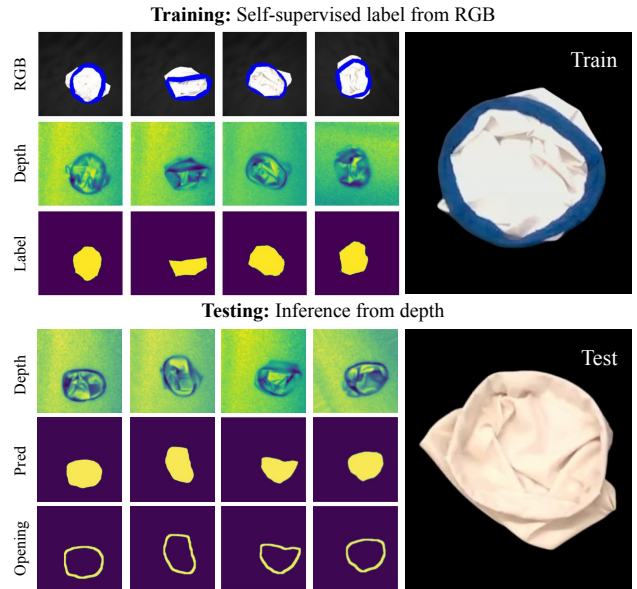 Training: Self-supervised label from RGB
RGB
Train
Depth
Label
Testing: Inference from depth
Depth
Test
Pred
Opening